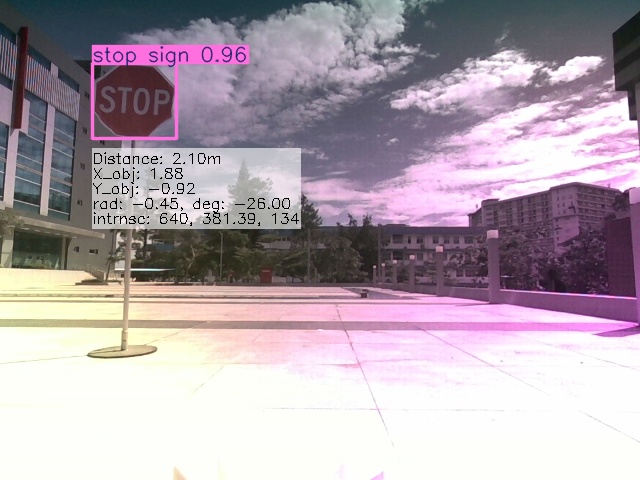 stop sign 0.96
STOP
Distance: 2.10m
X_obj: 1.88
Y_obj: -0.92
rad: -0.45, deg: -26.00
intrnsc: 640, 381.39, 134